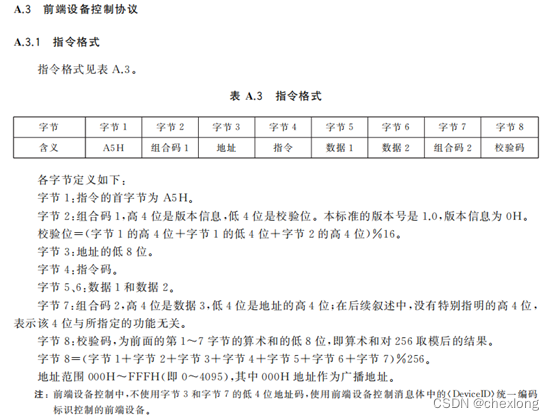 A.3 前端设备控制协议
A.3.1 指令格式
指令格式见表 A.3。
表 A.3 指令格式
字节 字节 1 字节 2 字节 3 字节 4 字节 5 字节 6 字节 7 字节 8
含义 A5H 组合码 1 地址 指令 数据 1 数据 2 组合码 2 校验码
各字节定义如下:
字节 1:指令的首字节为 A5H。
字节 2:组合码 1,高 4 位是版本信息,低 4 位是校验位。本标准的版本号是 1.0,版本信息为 0H。
校验位=(字节 1 的高 4 位+字节 1 的低 4 位+字节 2 的高 4 位)%16。
字节 3:地址的低 8 位。
字节 4:指令码。
字节 5、6:数据 1 和数据 2。
字节 7:组合码 2,高 4 位是数据 3,低 4 位是地址的高 4 位;在后续叙述中,没有特别指明的高 4 位,
表示该 4 位与所指定的功能无关。
字节 8:校验码,为前面的第 1~7 字节的算术和的低 8 位,即算术和对 256 取模后的结果。
字节 8=(字节 1+字节 2+字节 3+字节 4+字节 5+字节 6+字节 7)%256。
地址范围 000H~FFFH(即 0~4095),其中 000H 地址作为广播地址。
注:前端设备控制中,不使用字节 3 和字节 7 的低 4 位地址码,使用前端设备控制消息体中的〈DeviceID〉统一编码
标识控制的前端设备。
CSDN @chexlong